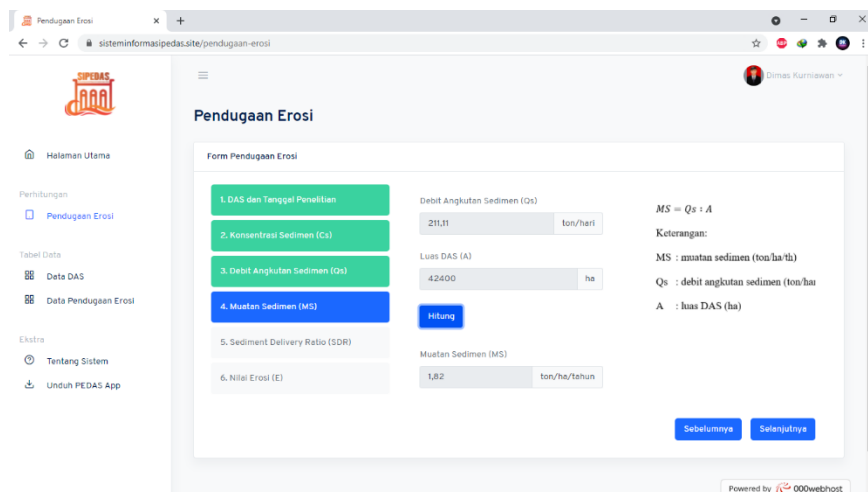 Pendugaan Erosi
sisteminformasipedas.site/pendugaan-erosi
SIPEDAS
Dimas Kurniawan
Pendugaan Erosi
Halaman Utama
Perhitungan
Pendugaan Erosi
Tabel Data
Data DAS
Data Pendugaan Erosi
Ekstra
Tentang Sistem
Unduh PEDAS App
Form Pendugaan Erosi
1. DAS dan Tanggal Penelitian
2. Konsentrasi Sedimen (Cs)
3. Debit Angkutan Sedimen (Qs)
4. Muatan Sedimen (MS)
5. Sediment Delivery Ratio (SDR)
6. Nilai Erosi (E)
Debit Angkutan Sedimen (Qs)
211,11 ton/hari
Luas DAS (A)
42400 ha
Hitung
Muatan Sedimen (MS)
1,82 ton/ha/tahun
MS = Qs : A
Keterangan:
MS : muatan sedimen (ton/ha/th)
Qs : debit angkutan sedimen (ton/har
A : luas DAS (ha)
Sebelumnya Selanjutnya
Powered by 000webhost